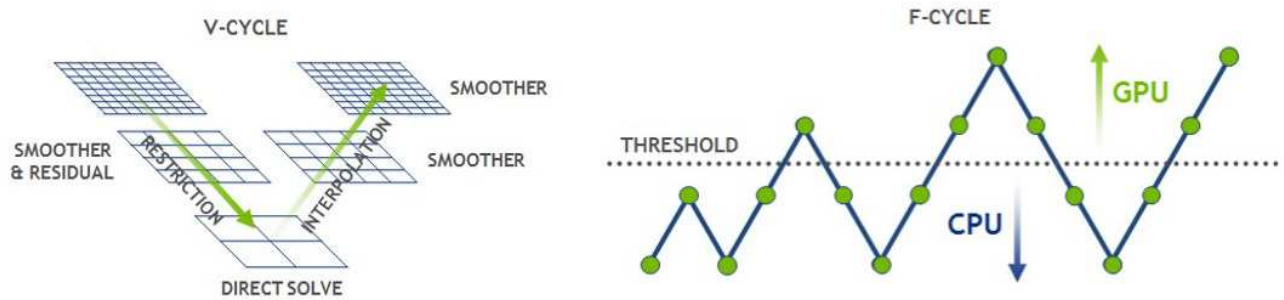 V-CYCLE
SMOOTHER
SMOOTHER
& RESIDUAL
SMOOTHER
RESTRICTION
INTERPOLATION
DIRECT SOLVE
F-CYCLE
GPU
THRESHOLD
CPU